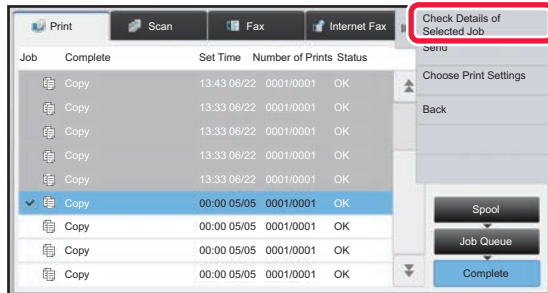 Print
Scan
Fax
Internet Fax
Check Details of
Selected Job
Send
Choose Print Settings
Back
Job Complete Set Time Number of Prints Status
Copy 13:43 06/22 0001/0001 OK
Copy 13:33 06/22 0001/0001 OK
Copy 13:33 06/22 0001/0001 OK
Copy 13:33 06/22 0001/0001 OK
Copy 13:33 06/22 0001/0001 OK
Copy 00:00 05/05 0001/0001 OK
Copy 00:00 05/05 0001/0001 OK
Copy 00:00 05/05 0001/0001 OK
Copy 00:00 05/05 0001/0001 OK
Spool
Job Queue
Complete